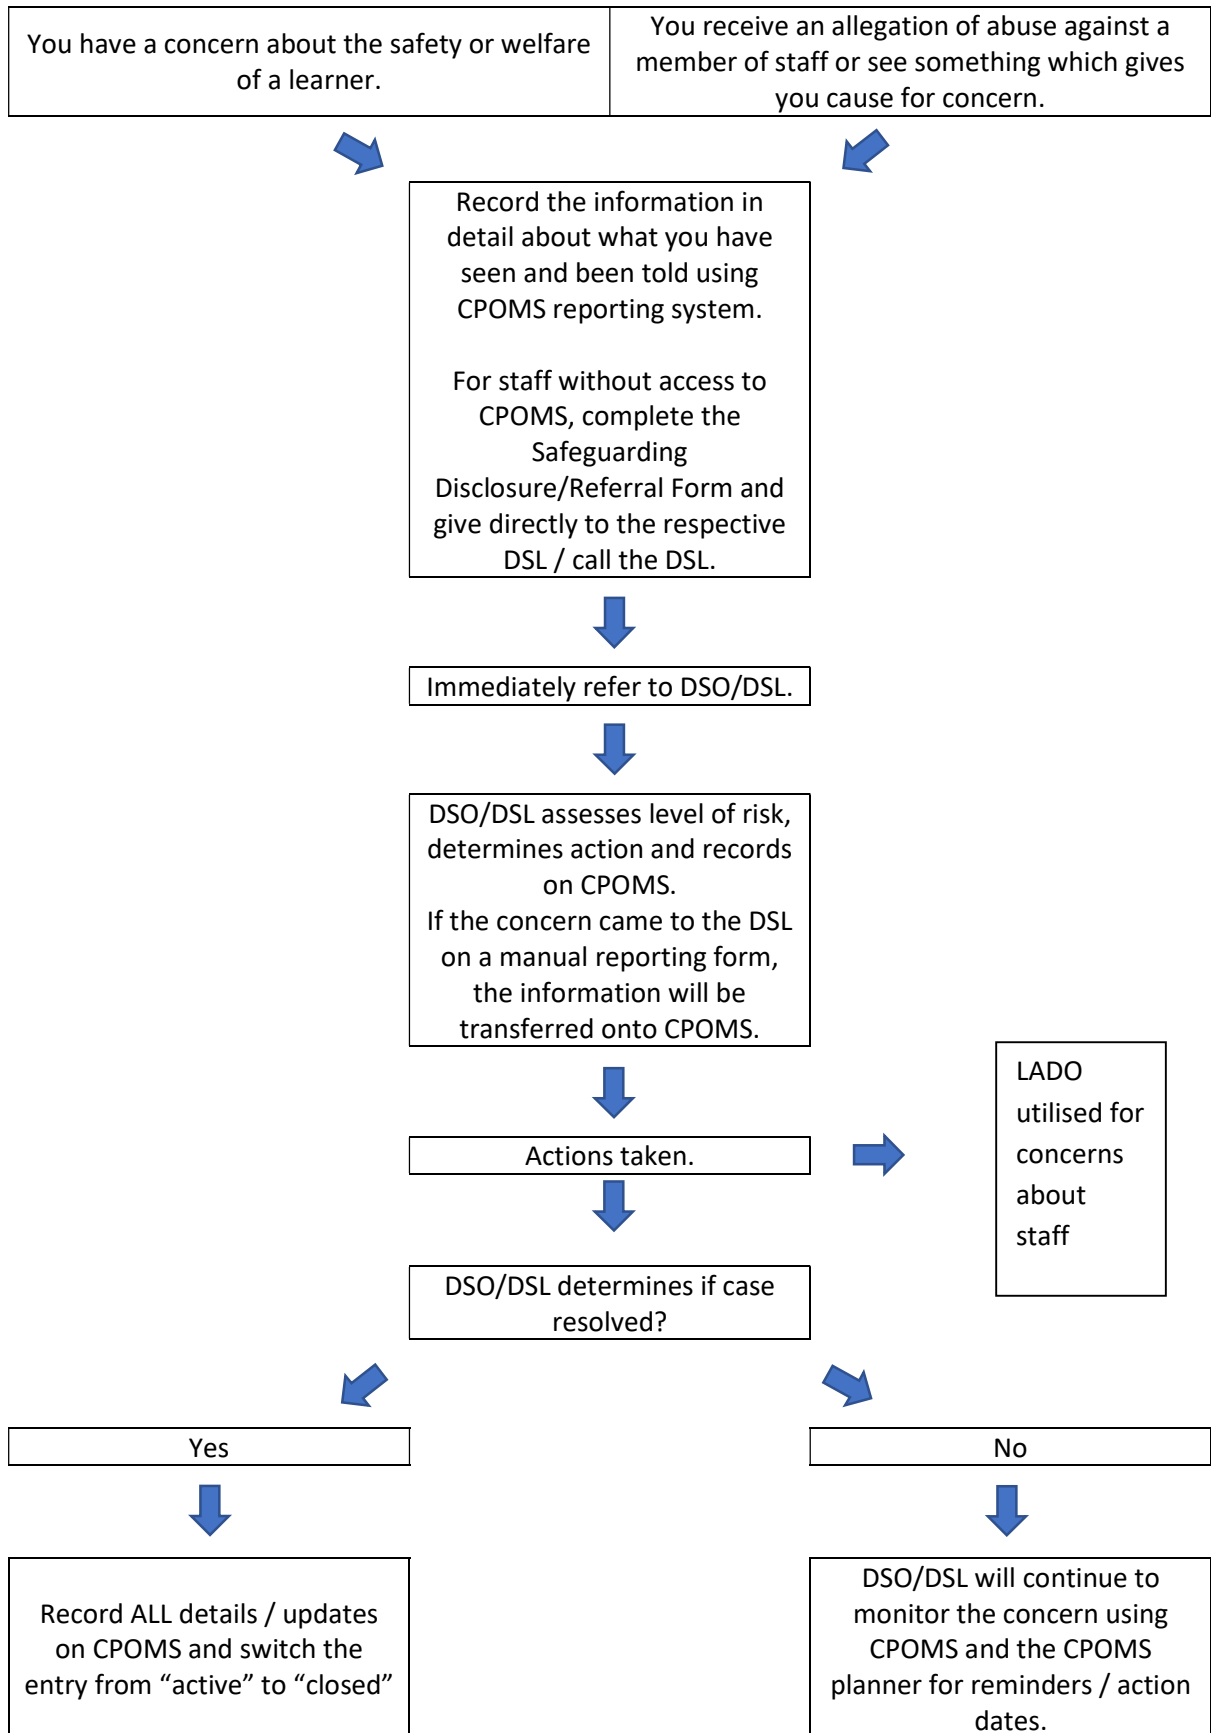 You have a concern about the safety or welfare
of a learner.
You receive an allegation of abuse against a
member of staff or see something which gives
you cause for concern.
Record the information in
detail about what you have
seen and been told using
CPOMS reporting system.
For staff without access to
CPOMS, complete the
Safeguarding
Disclosure/Referral Form and
give directly to the respective
DSL / call the DSL.
Immediately refer to DSO/DSL.
DSO/DSL assesses level of risk,
determines action and records
on CPOMS.
If the concern came to the DSL
on a manual reporting form,
the information will be
transferred onto CPOMS.
Actions taken.
LADO
utilised for
concerns
about
staff
DSO/DSL determines if case
resolved?
Yes
No
Record ALL details / updates
on CPOMS and switch the
entry from “active” to “closed”
DSO/DSL will continue to
monitor the concern using
CPOMS and the CPOMS
planner for reminders / action
dates.